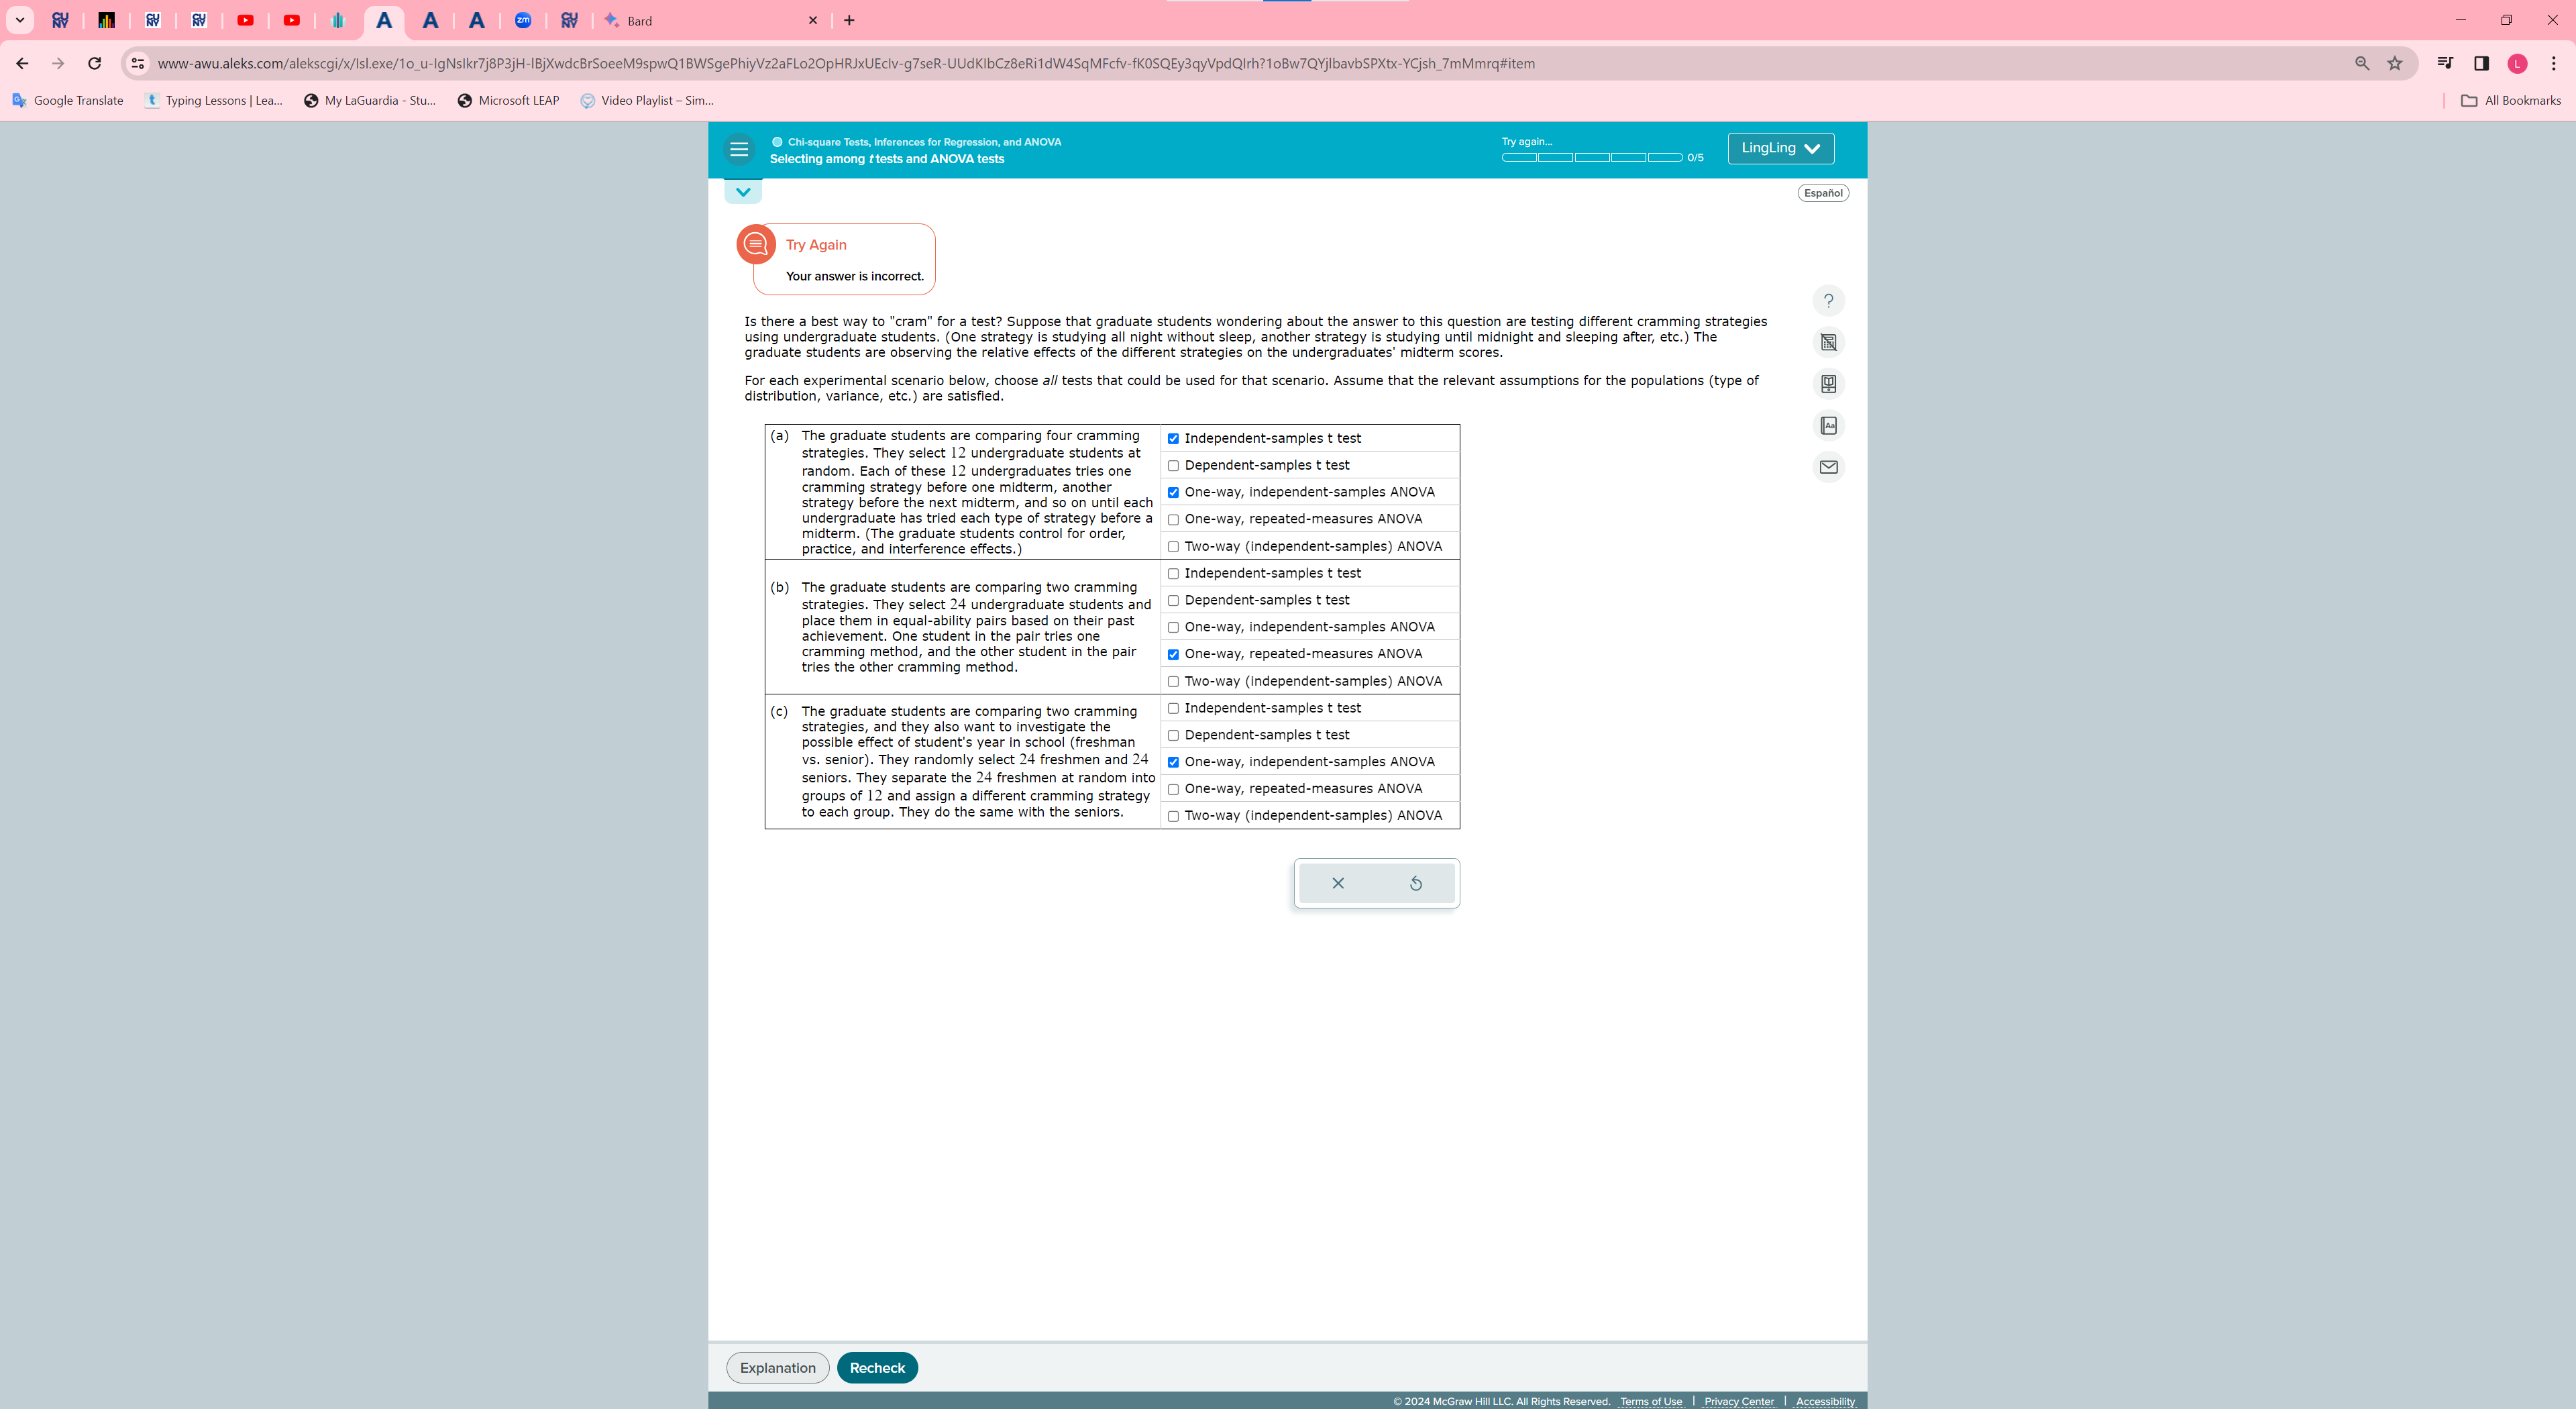 CU NY
CU NY
CU NY
A
A
A
zm
CU NY
Bard
www-awu.aleks.com/alekscgi/x/Isl.exe/1o_u-IgNsIkr7j8P3jH-IBjXwdcBrSoeeM9spwQ1BWSgePhiyVz2aFLo2OpHRJxUEcIv-g7seR-UUdKIbCz8eRi1dW4SqMFcfv-fK0SQEy3qyVpdQIrh?1oBw7QYjlbavbSPXtx-YCjsh_7mMmrq#item
L
Google Translate
Typing Lessons | Lea...
My LaGuardia - Stu...
Microsoft LEAP
Video Playlist – Sim...
All Bookmarks
Chi-square Tests, Inferences for Regression, and ANOVA
Selecting among t tests and ANOVA tests
Try again...
0/5
LingLing
Español
Try Again
Your answer is incorrect.
Is there a best way to "cram" for a test? Suppose that graduate students wondering about the answer to this question are testing different cramming strategies
using undergraduate students. (One strategy is studying all night without sleep, another strategy is studying until midnight and sleeping after, etc.) The
graduate students are observing the relative effects of the different strategies on the undergraduates' midterm scores.
For each experimental scenario below, choose all tests that could be used for that scenario. Assume that the relevant assumptions for the populations (type of
distribution, variance, etc.) are satisfied.
(a) The graduate students are comparing four cramming
strategies. They select 12 undergraduate students at
random. Each of these 12 undergraduates tries one
cramming strategy before one midterm, another
strategy before the next midterm, and so on until each
undergraduate has tried each type of strategy before a
midterm. (The graduate students control for order,
practice, and interference effects.)
Independent-samples t test
Dependent-samples t test
One-way, independent-samples ANOVA
One-way, repeated-measures ANOVA
Two-way (independent-samples) ANOVA
(b) The graduate students are comparing two cramming
strategies. They select 24 undergraduate students and
place them in equal-ability pairs based on their past
achievement. One student in the pair tries one
cramming method, and the other student in the pair
tries the other cramming method.
Independent-samples t test
Dependent-samples t test
One-way, independent-samples ANOVA
One-way, repeated-measures ANOVA
Two-way (independent-samples) ANOVA
(c) The graduate students are comparing two cramming
strategies, and they also want to investigate the
possible effect of student's year in school (freshman
vs. senior). They randomly select 24 freshmen and 24
seniors. They separate the 24 freshmen at random into
groups of 12 and assign a different cramming strategy
to each group. They do the same with the seniors.
Independent-samples t test
Dependent-samples t test
One-way, independent-samples ANOVA
One-way, repeated-measures ANOVA
Two-way (independent-samples) ANOVA
?
Aa
Explanation
Recheck
© 2024 McGraw Hill LLC. All Rights Reserved. Terms of Use | Privacy Center | Accessibility